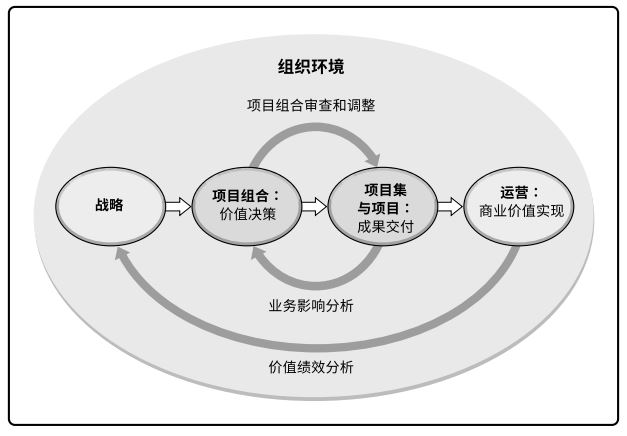 组织环境
项目组合审查和调整
战略
项目组合：
价值决策
项目集
与项目：
成果交付
运营：
商业价值实现
业务影响分析
价值绩效分析